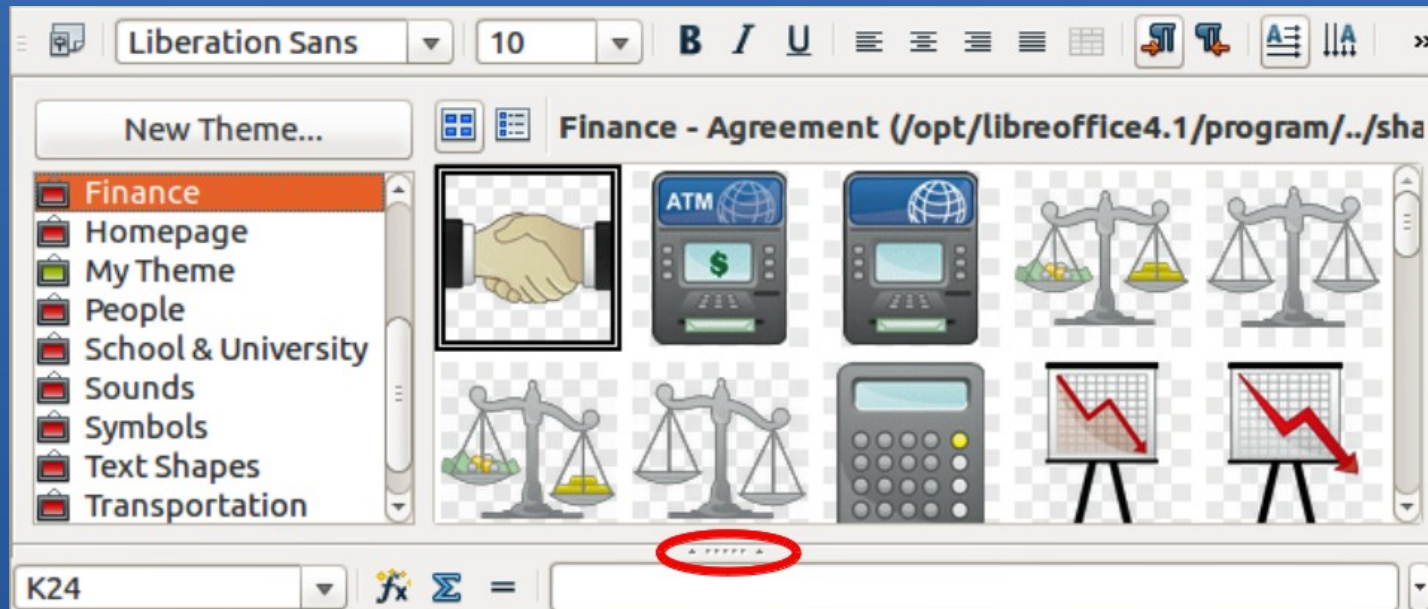 Liberation Sans 10 B I U A A »
New Theme... Finance - Agreement (/opt/libreoffice4.1/program/../sha
Finance
Homepage
My Theme
People
School & University
Sounds
Symbols
Text Shapes
Transportation
ATM
$
K24 fx Σ =